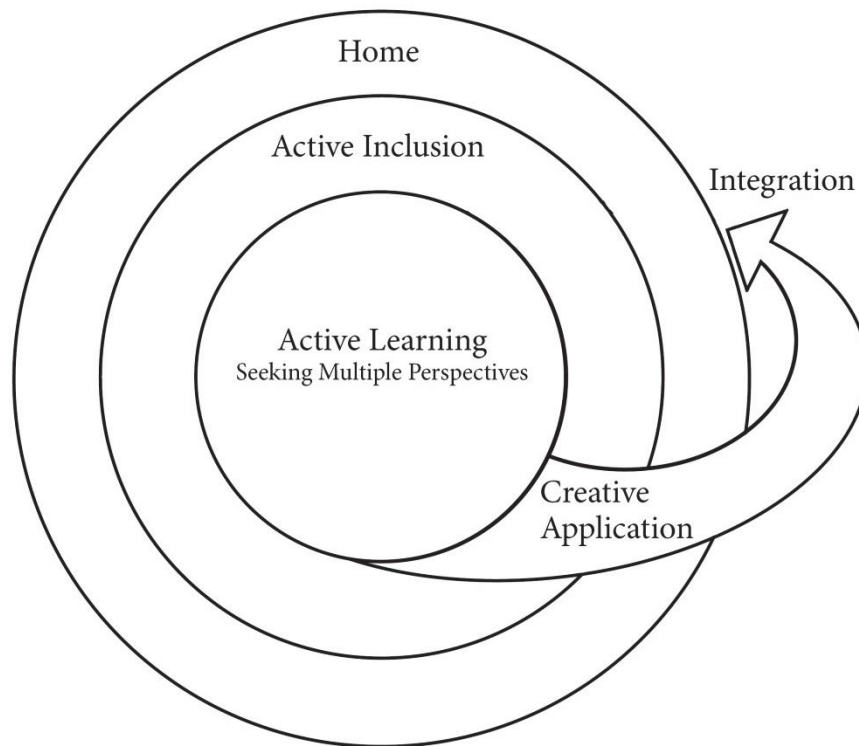 Home
Active Inclusion
Integration
Active Learning
Seeking Multiple Perspectives
Creative
Application